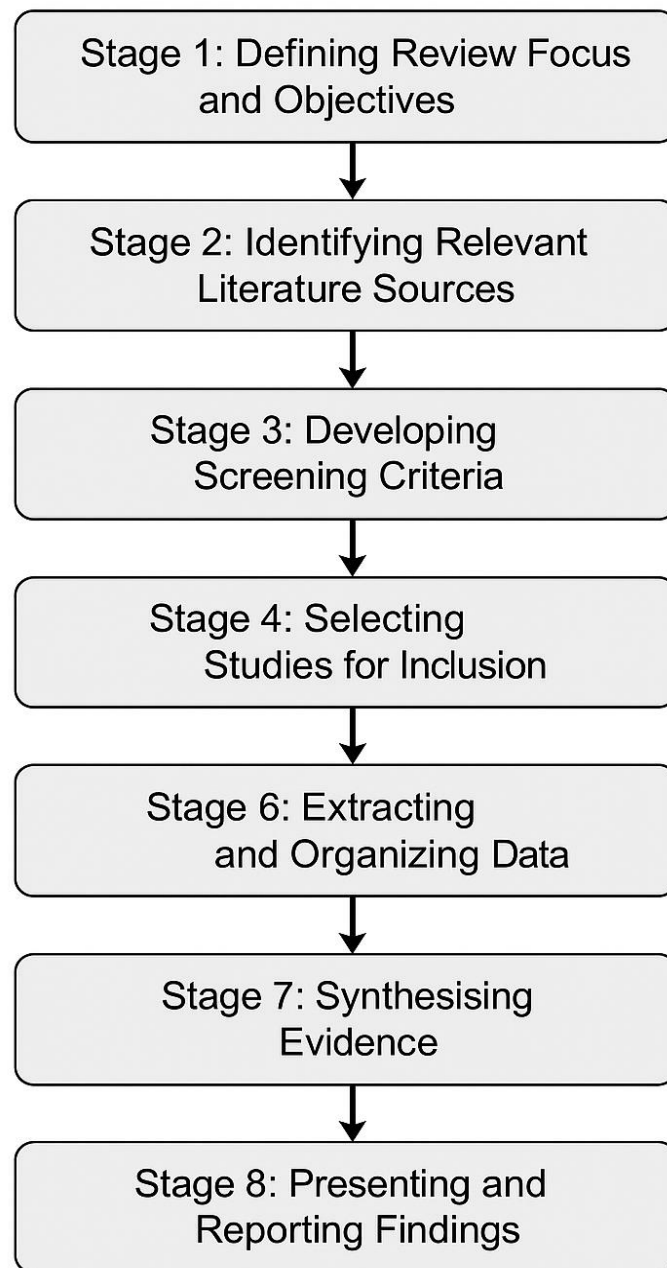 Stage 1: Defining Review Focus
and Objectives
Stage 2: Identifying Relevant
Literature Sources
Stage 3: Developing
Screening Criteria
Stage 4: Selecting
Studies for Inclusion
Stage 6: Extracting
and Organizing Data
Stage 7: Synthesising
Evidence
Stage 8: Presenting and
Reporting Findings